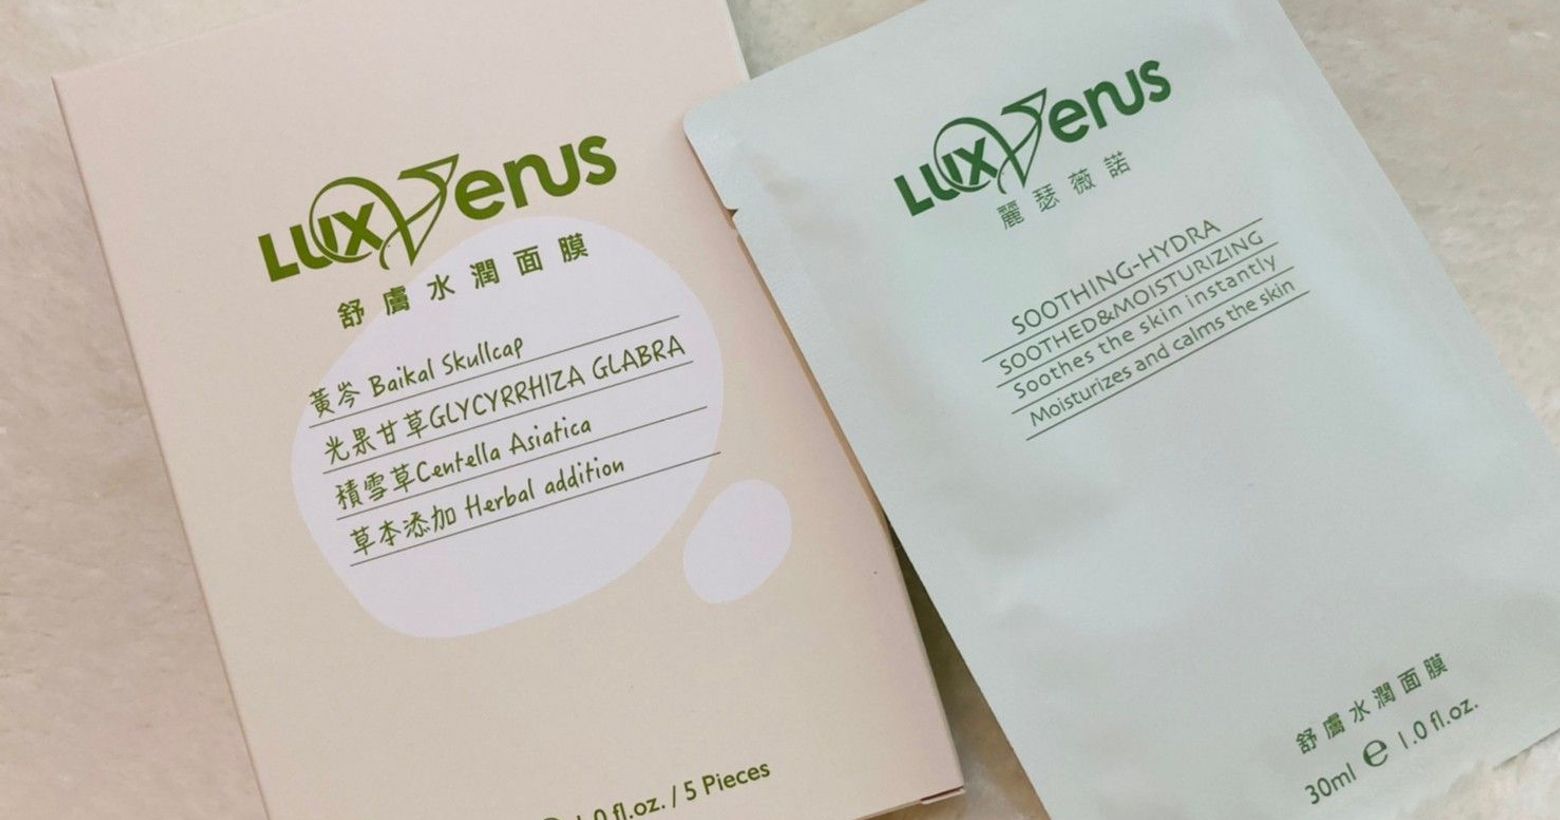 LUXVenus
舒膚水潤面膜
黃岑 Baikal Skullcap
光果甘草GLYCYRRHIZA GLABRA
積雪草Centella Asiatica
草本添加 Herbal addition
1.0 fl.oz. / 5 Pieces
LUXVenus
麗瑟薇諾
SOOTHING-HYDRA
SOOTHED&MOISTURIZING
Soothes the skin instantly
Moisturizes and calms the skin
舒膚水潤面膜
30ml ℮ 1.0 fl.oz.